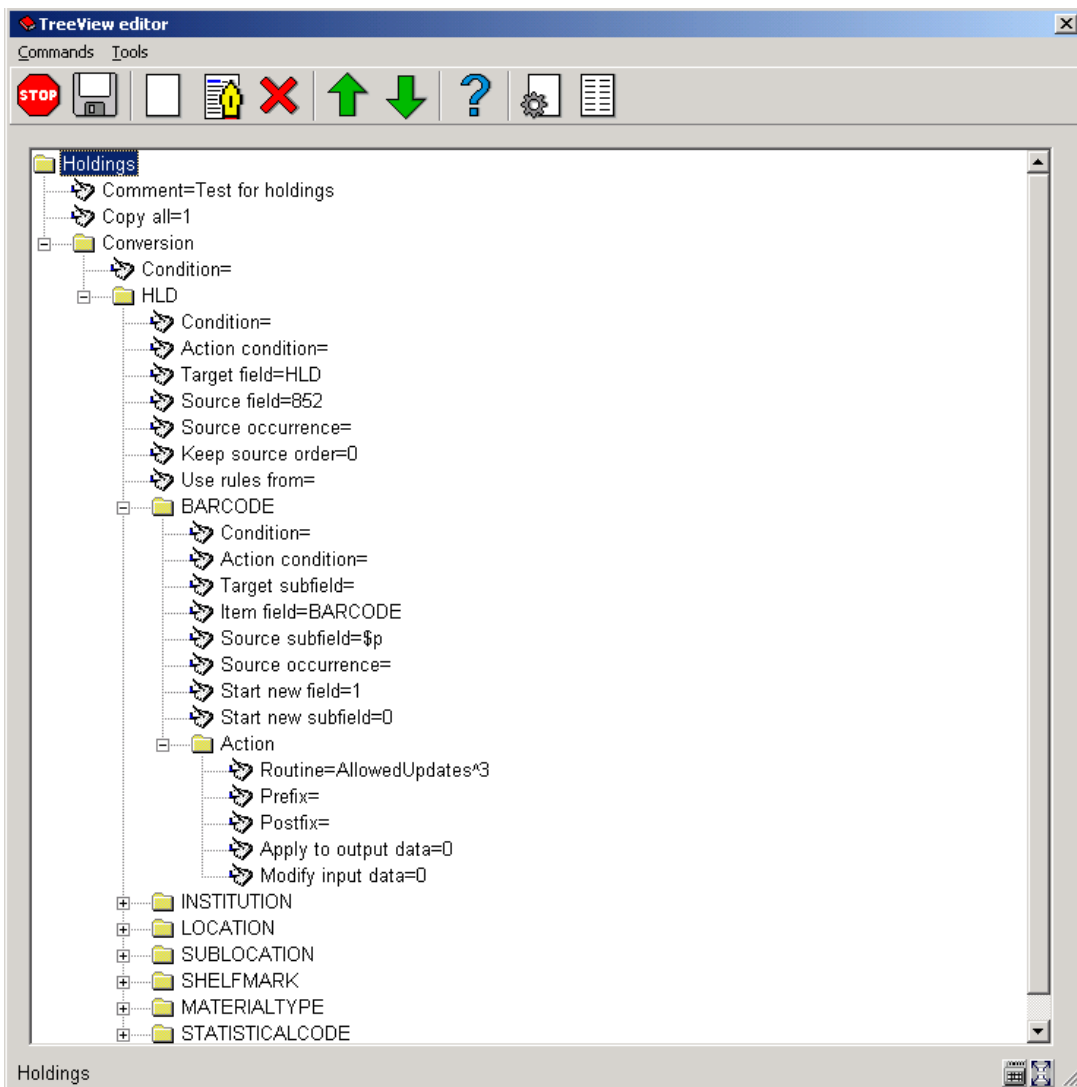 TreeView editor
Commands Tools
STOP
Holdings
Comment=Test for holdings
Copy all=1
Conversion
Condition=
HLD
Condition=
Action condition=
Target field=HLD
Source field=852
Source occurrence=
Keep source order=0
Use rules from=
BARCODE
Condition=
Action condition=
Target subfield=
Item field=BARCODE
Source subfield=$p
Source occurrence=
Start new field=1
Start new subfield=0
Action
Routine=AllowedUpdates^3
Prefix=
Postfix=
Apply to output data=0
Modify input data=0
INSTITUTION
LOCATION
SUBLOCATION
SHELFMARK
MATERIALTYPE
STATISTICALCODE
Holdings